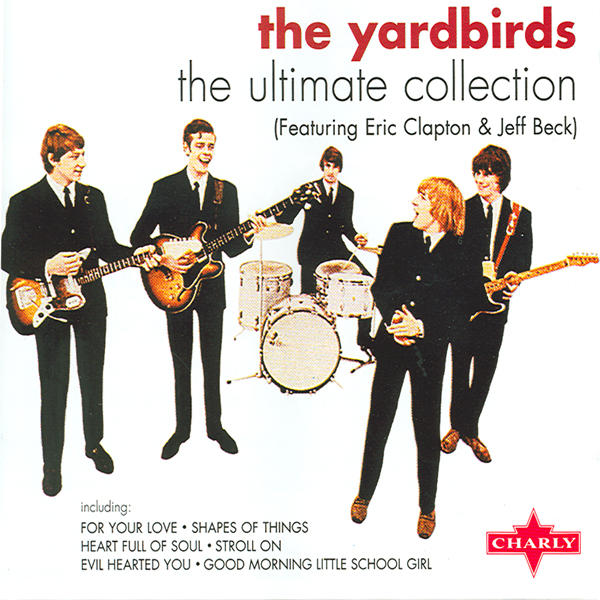 the yardbirds
the ultimate collection
(Featuring Eric Clapton & Jeff Beck)
including:
FOR YOUR LOVE • SHAPES OF THINGS
HEART FULL OF SOUL • STROLL ON
EVIL HEARTED YOU • GOOD MORNING LITTLE SCHOOL GIRL
CHARLY